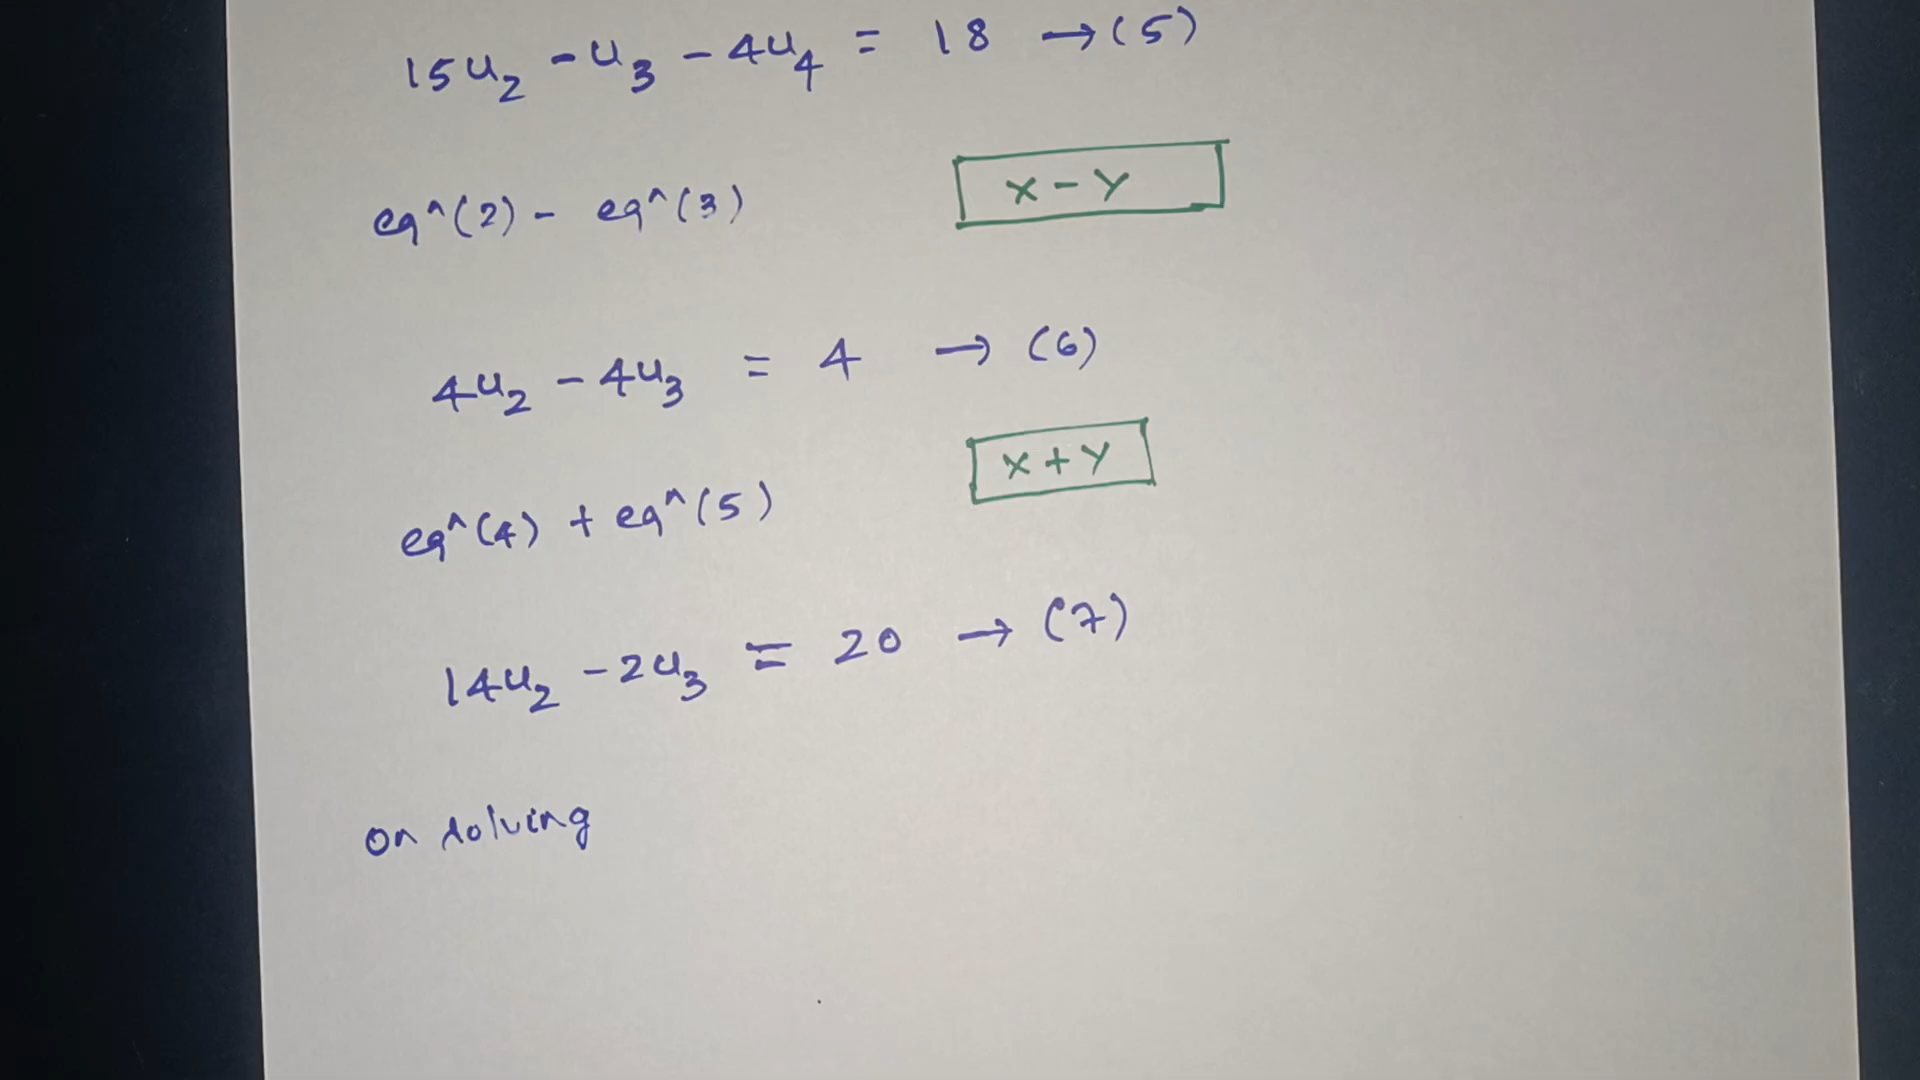 15u₂ - u₃ - 4u₄ = 18 → (5)
eq^(2) - eq^(3)
x - y
4u₂ - 4u₃ = 4 → (6)
x + y
eq^(4) + eq^(5)
14u₂ - 2u₃ = 20 → (7)
on solving